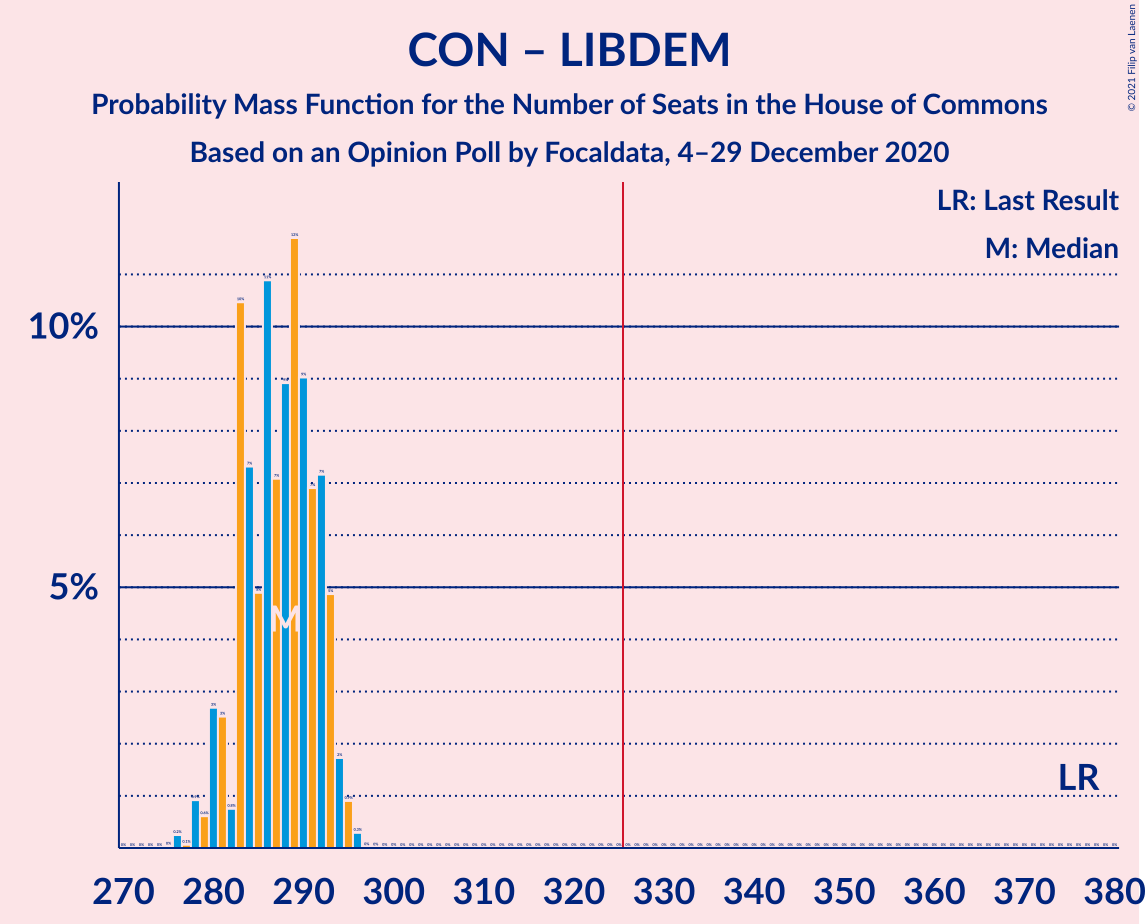 CON – LIBDEM
© 2021 Filip van Laenen
Probability Mass Function for the Number of Seats in the House of Commons
Based on an Opinion Poll by Focaldata, 4–29 December 2020
LR: Last Result
M: Median
10%
5%
M
LR
270 280 290 300 310 320 330 340 350 360 370 380